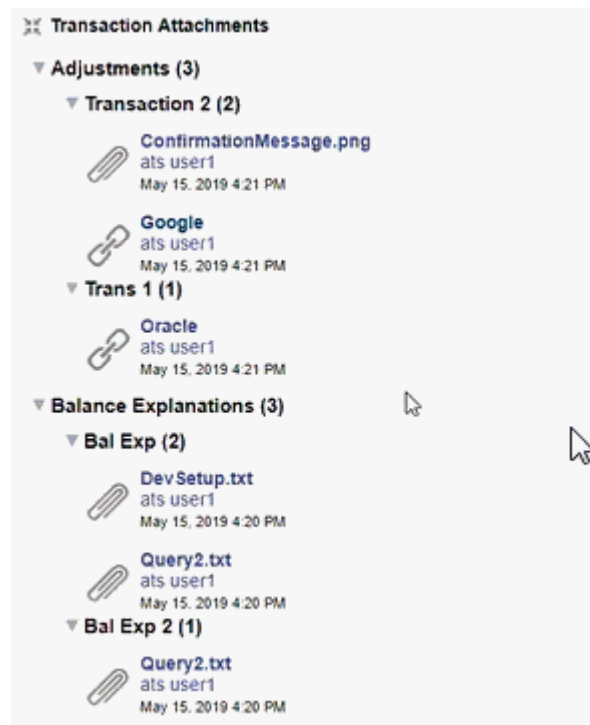 Transaction Attachments
Adjustments (3)
Transaction 2 (2)
ConfirmationMessage.png
ats user1
May 15, 2019 4:21 PM
Google
ats user1
May 15, 2019 4:21 PM
Trans 1 (1)
Oracle
ats user1
May 15, 2019 4:21 PM
Balance Explanations (3)
Bal Exp (2)
DevSetup.txt
ats user1
May 15, 2019 4:20 PM
Query2.txt
ats user1
May 15, 2019 4:20 PM
Bal Exp 2 (1)
Query2.txt
ats user1
May 15, 2019 4:20 PM